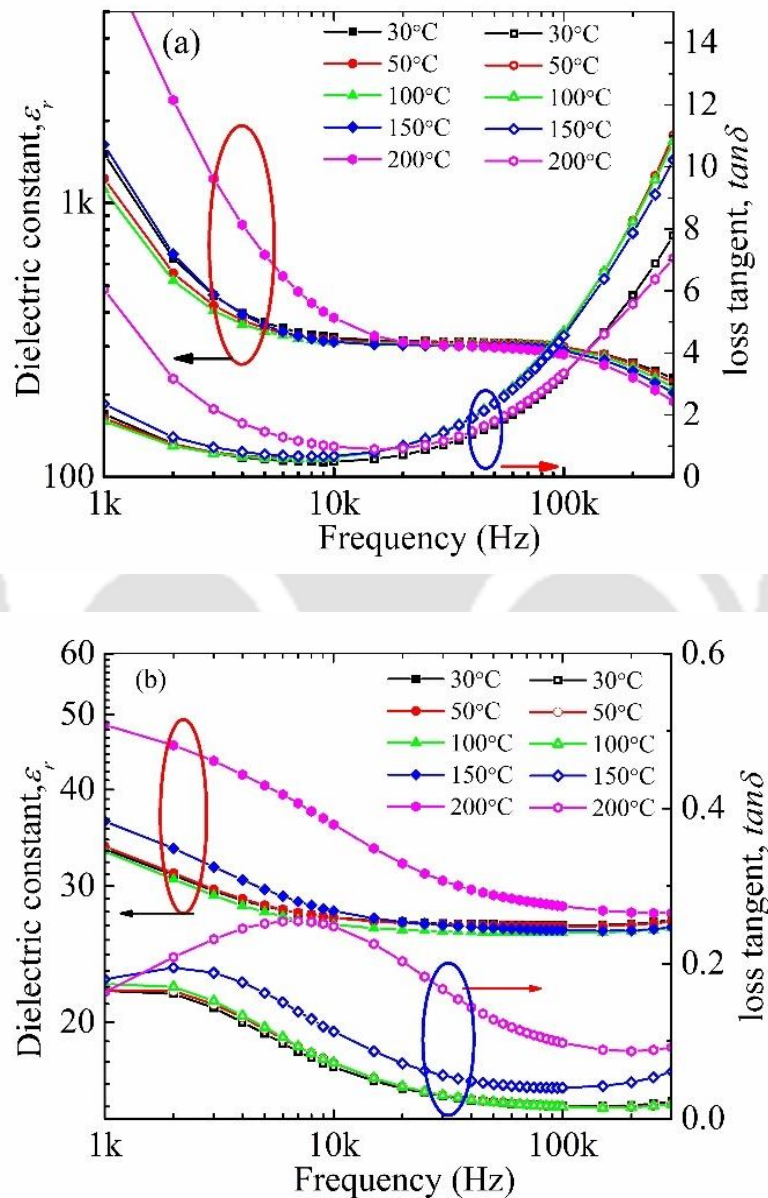 (a)
30°C 30°C
50°C 50°C
100°C 100°C
150°C 150°C
200°C 200°C
Dielectric constant,εr
1k
100
15
14
12
10
8
6
4
2
0
loss tangent, tanδ
1k 10k 100k
Frequency (Hz)
(b)
30°C 30°C
50°C 50°C
100°C 100°C
150°C 150°C
200°C 200°C
Dielectric constant,εr
60
50
40
30
20
0.6
0.4
0.2
0.0
loss tangent, tanδ
1k 10k 100k
Frequency (Hz)